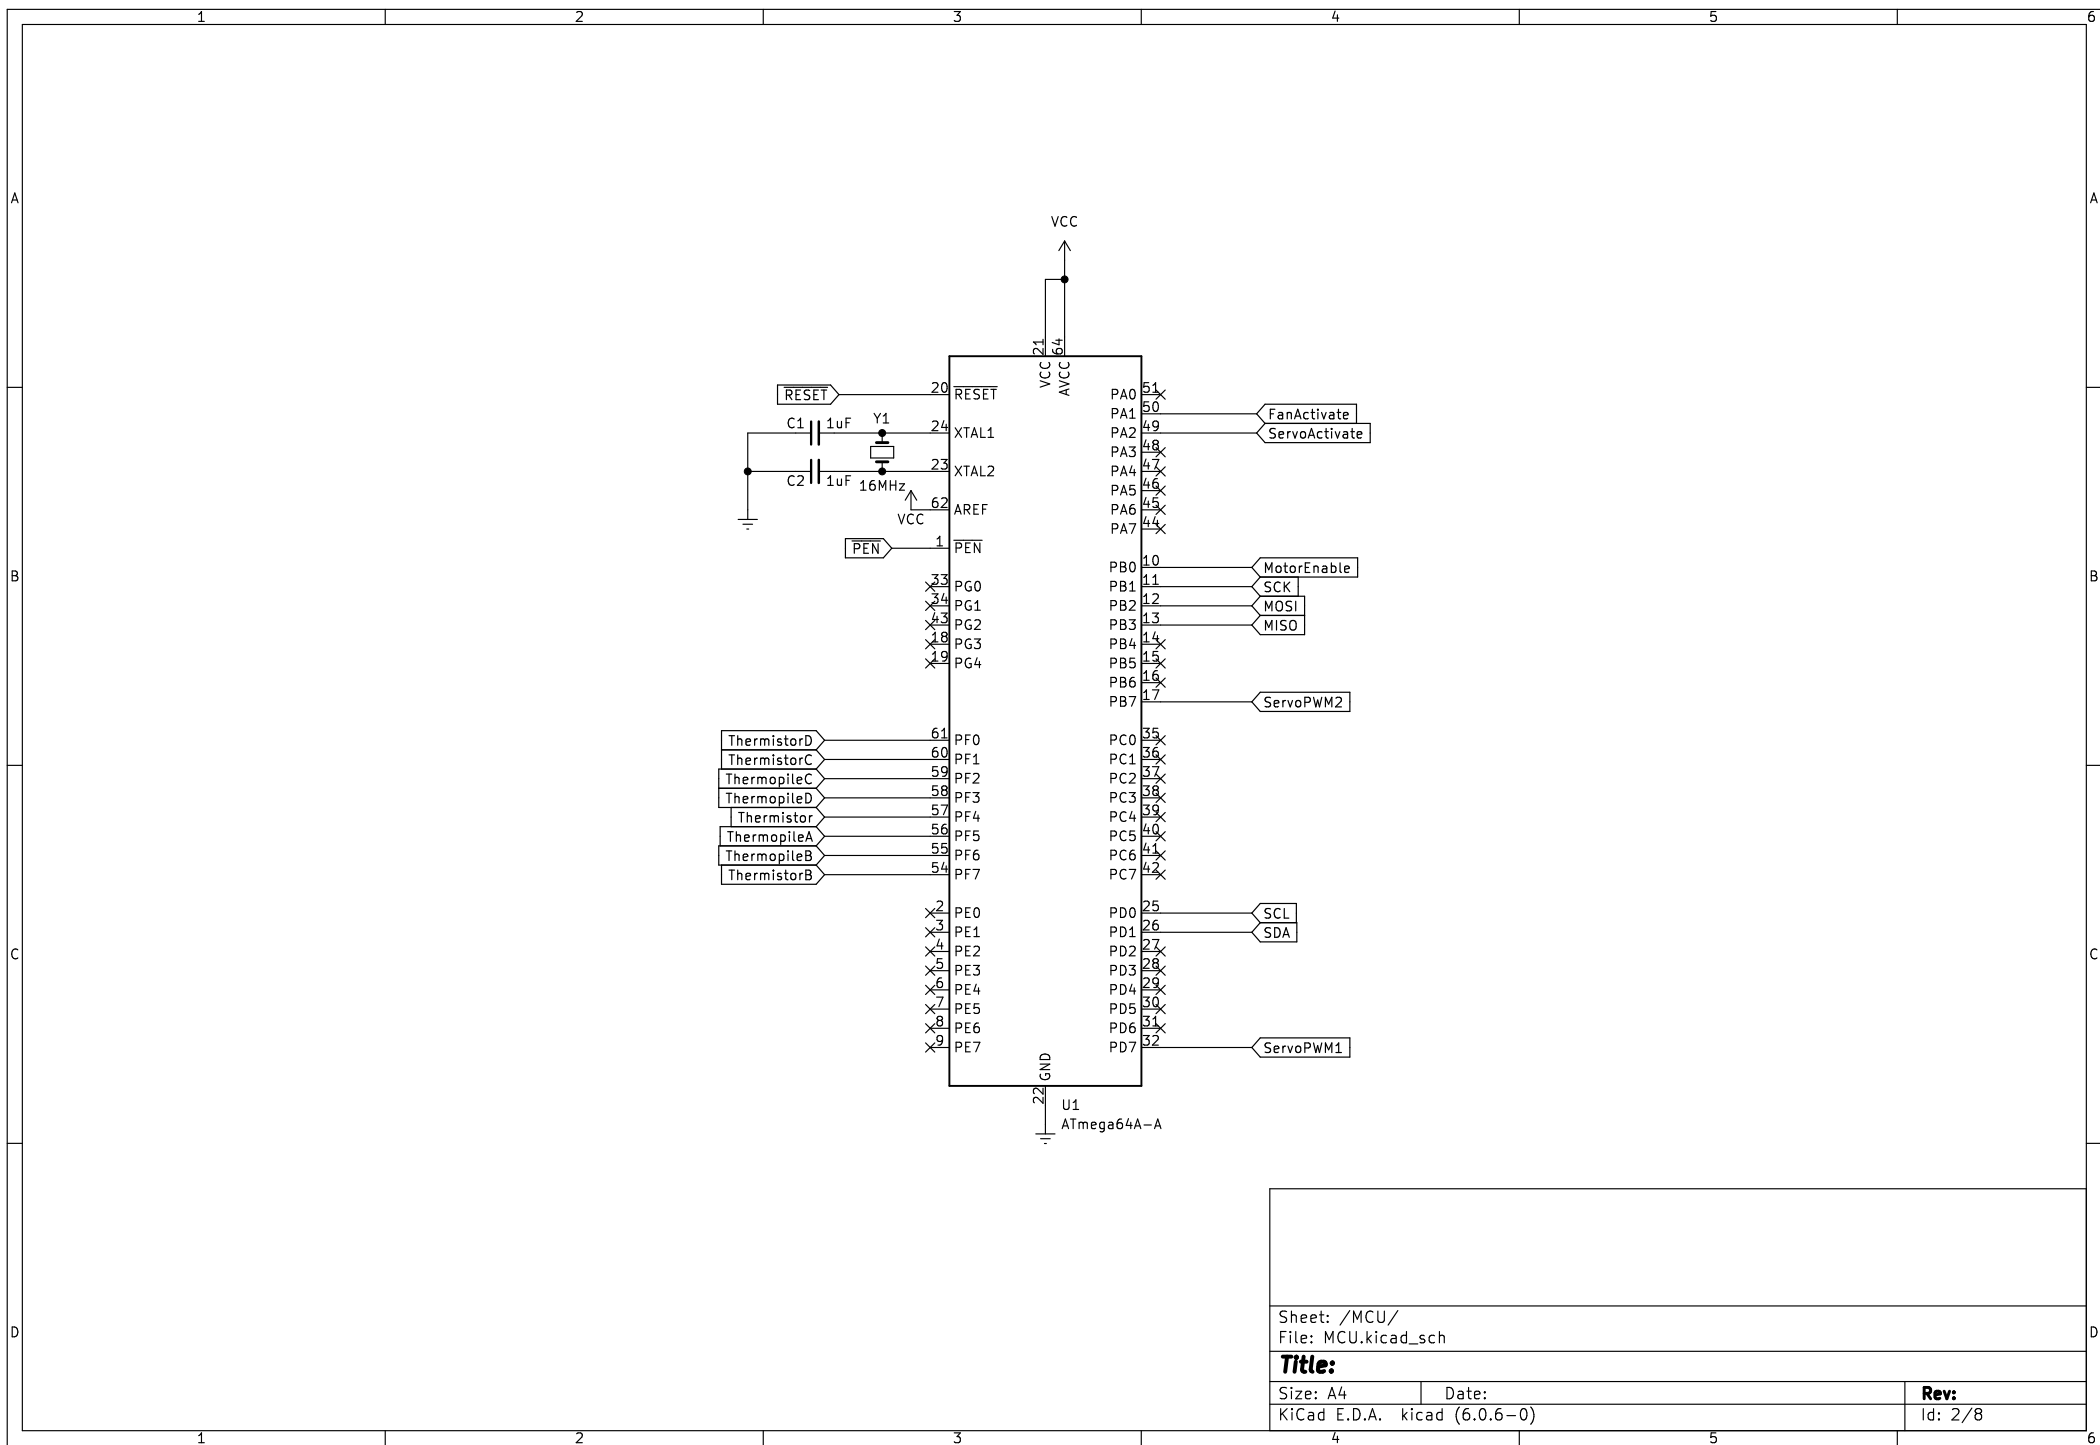 1 2 3 4 5 6
A A
VCC
21 64
VCC AVCC
RESET 20 RESET
C1 1uF Y1 24 XTAL1
23 XTAL2
C2 1uF 16MHz
62 AREF
VCC
PEN 1 PEN
33 PG0
34 PG1
43 PG2
18 PG3
19 PG4
ThermistorD 61 PF0
ThermistorC 60 PF1
ThermopileC 59 PF2
ThermopileD 58 PF3
Thermistor 57 PF4
ThermopileA 56 PF5
ThermopileB 55 PF6
ThermistorB 54 PF7
2 PE0
3 PE1
4 PE2
5 PE3
6 PE4
7 PE5
8 PE6
9 PE7
PA0 51
PA1 50 FanActivate
PA2 49 ServoActivate
PA3 48
PA4 47
PA5 46
PA6 45
PA7 44
PB0 10 MotorEnable
PB1 11 SCK
PB2 12 MOSI
PB3 13 MISO
PB4 14
PB5 15
PB6 16
PB7 17 ServoPWM2
PC0 35
PC1 36
PC2 37
PC3 38
PC4 39
PC5 40
PC6 41
PC7 42
PD0 25 SCL
PD1 26 SDA
PD2 27
PD3 28
PD4 29
PD5 30
PD6 31
PD7 32 ServoPWM1
GND
22
U1
ATmega64A-A
B B
C C
D D
Sheet: /MCU/
File: MCU.kicad_sch
Title:
Size: A4 Date: Rev:
KiCad E.D.A. kicad (6.0.6-0) Id: 2/8
1 2 3 4 5 6